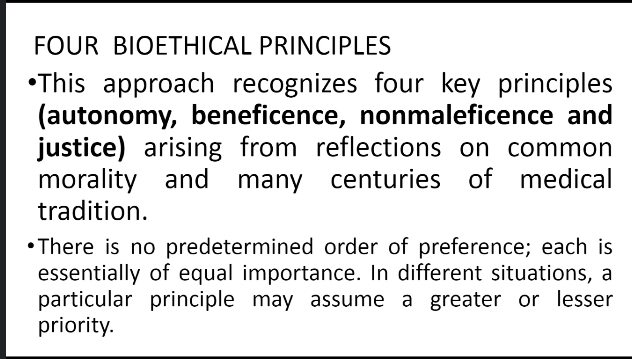 FOUR BIOETHICAL PRINCIPLES
•This approach recognizes four key principles
(autonomy, beneficence, nonmaleficence and
justice) arising from reflections on common
morality and many centuries of medical
tradition.
•There is no predetermined order of preference; each is
essentially of equal importance. In different situations, a
particular principle may assume a greater or lesser
priority.